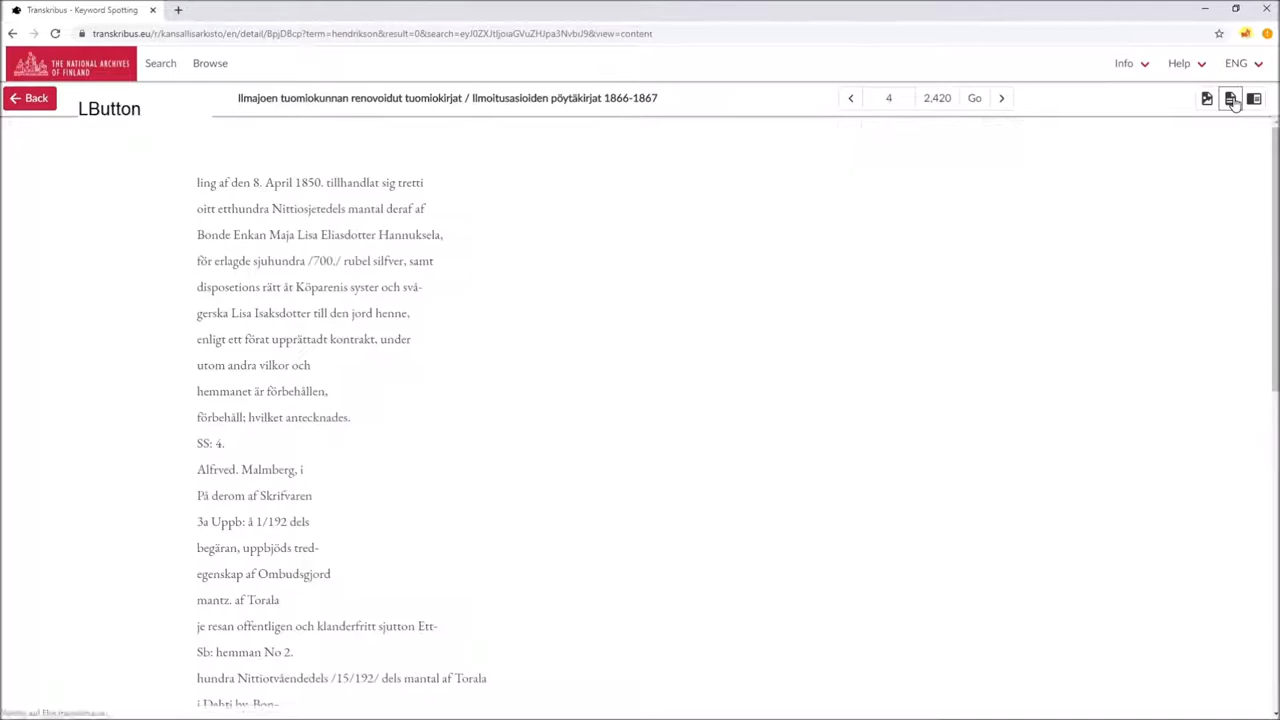 Transkribus - Keyword Spotting
transkribus.eu/r/kansallisarkisto/en/detail/BpjDBcp?term=hendrikson&result=0&search=eyJ0ZXJtIjoiaGVuZHJpa3NvbiJ9&view=content
THE NATIONAL ARCHIVES
OF FINLAND
Search
Browse
Info
Help
ENG
Back
LButton
Ilmajoen tuomiokunnan renovoidut tuomiokirjat / Ilmoitusasioiden pöytäkirjat 1866-1867
4
2,420
Go
ling af den 8. April 1850. tillhandlat sig tretti
oitt etthundra Nittiosjetedels mantal deraf af
Bonde Enkan Maja Lisa Eliasdotter Hannuksela,
för erlagde sjuhundra /700./ rubel silfver, samt
disposetions rätt åt Köparenis syster och svå-
gerska Lisa Isaksdotter till den jord henne,
enligt ett förat upprättadt kontrakt, under
utom andra vilkor och
hemmanet är förbehållen,
förbehåll; hvilket antecknades.
SS: 4.
Alfrved. Malmberg, i
På derom af Skrifvaren
3a Uppb: å 1/192 dels
begäran, uppbjöds tred-
egenskap af Ombudsgjord
mantz. af Torala
je resan offentligen och klanderfritt sjutton Ett-
Sb: hemman No 2.
hundra Nittiotvåendedels /15/192/ dels mantal af Torala
i Dahti by. Bon-